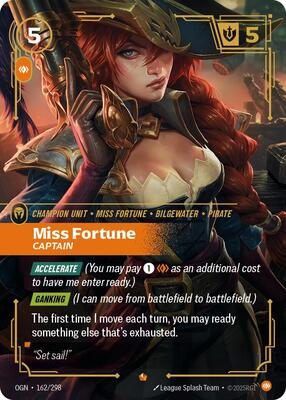 5
5
CHAMPION UNIT • MISS FORTUNE • BILGEWATER • PIRATE
Miss Fortune
CAPTAIN
ACCELERATE (You may pay 1 as an additional cost
to have me enter ready.)
GANKING (I can move from battlefield to battlefield.)
The first time I move each turn, you may ready
something else that's exhausted.
"Set sail!"
OGN • 162/298
League Splash Team • ©2025RGI